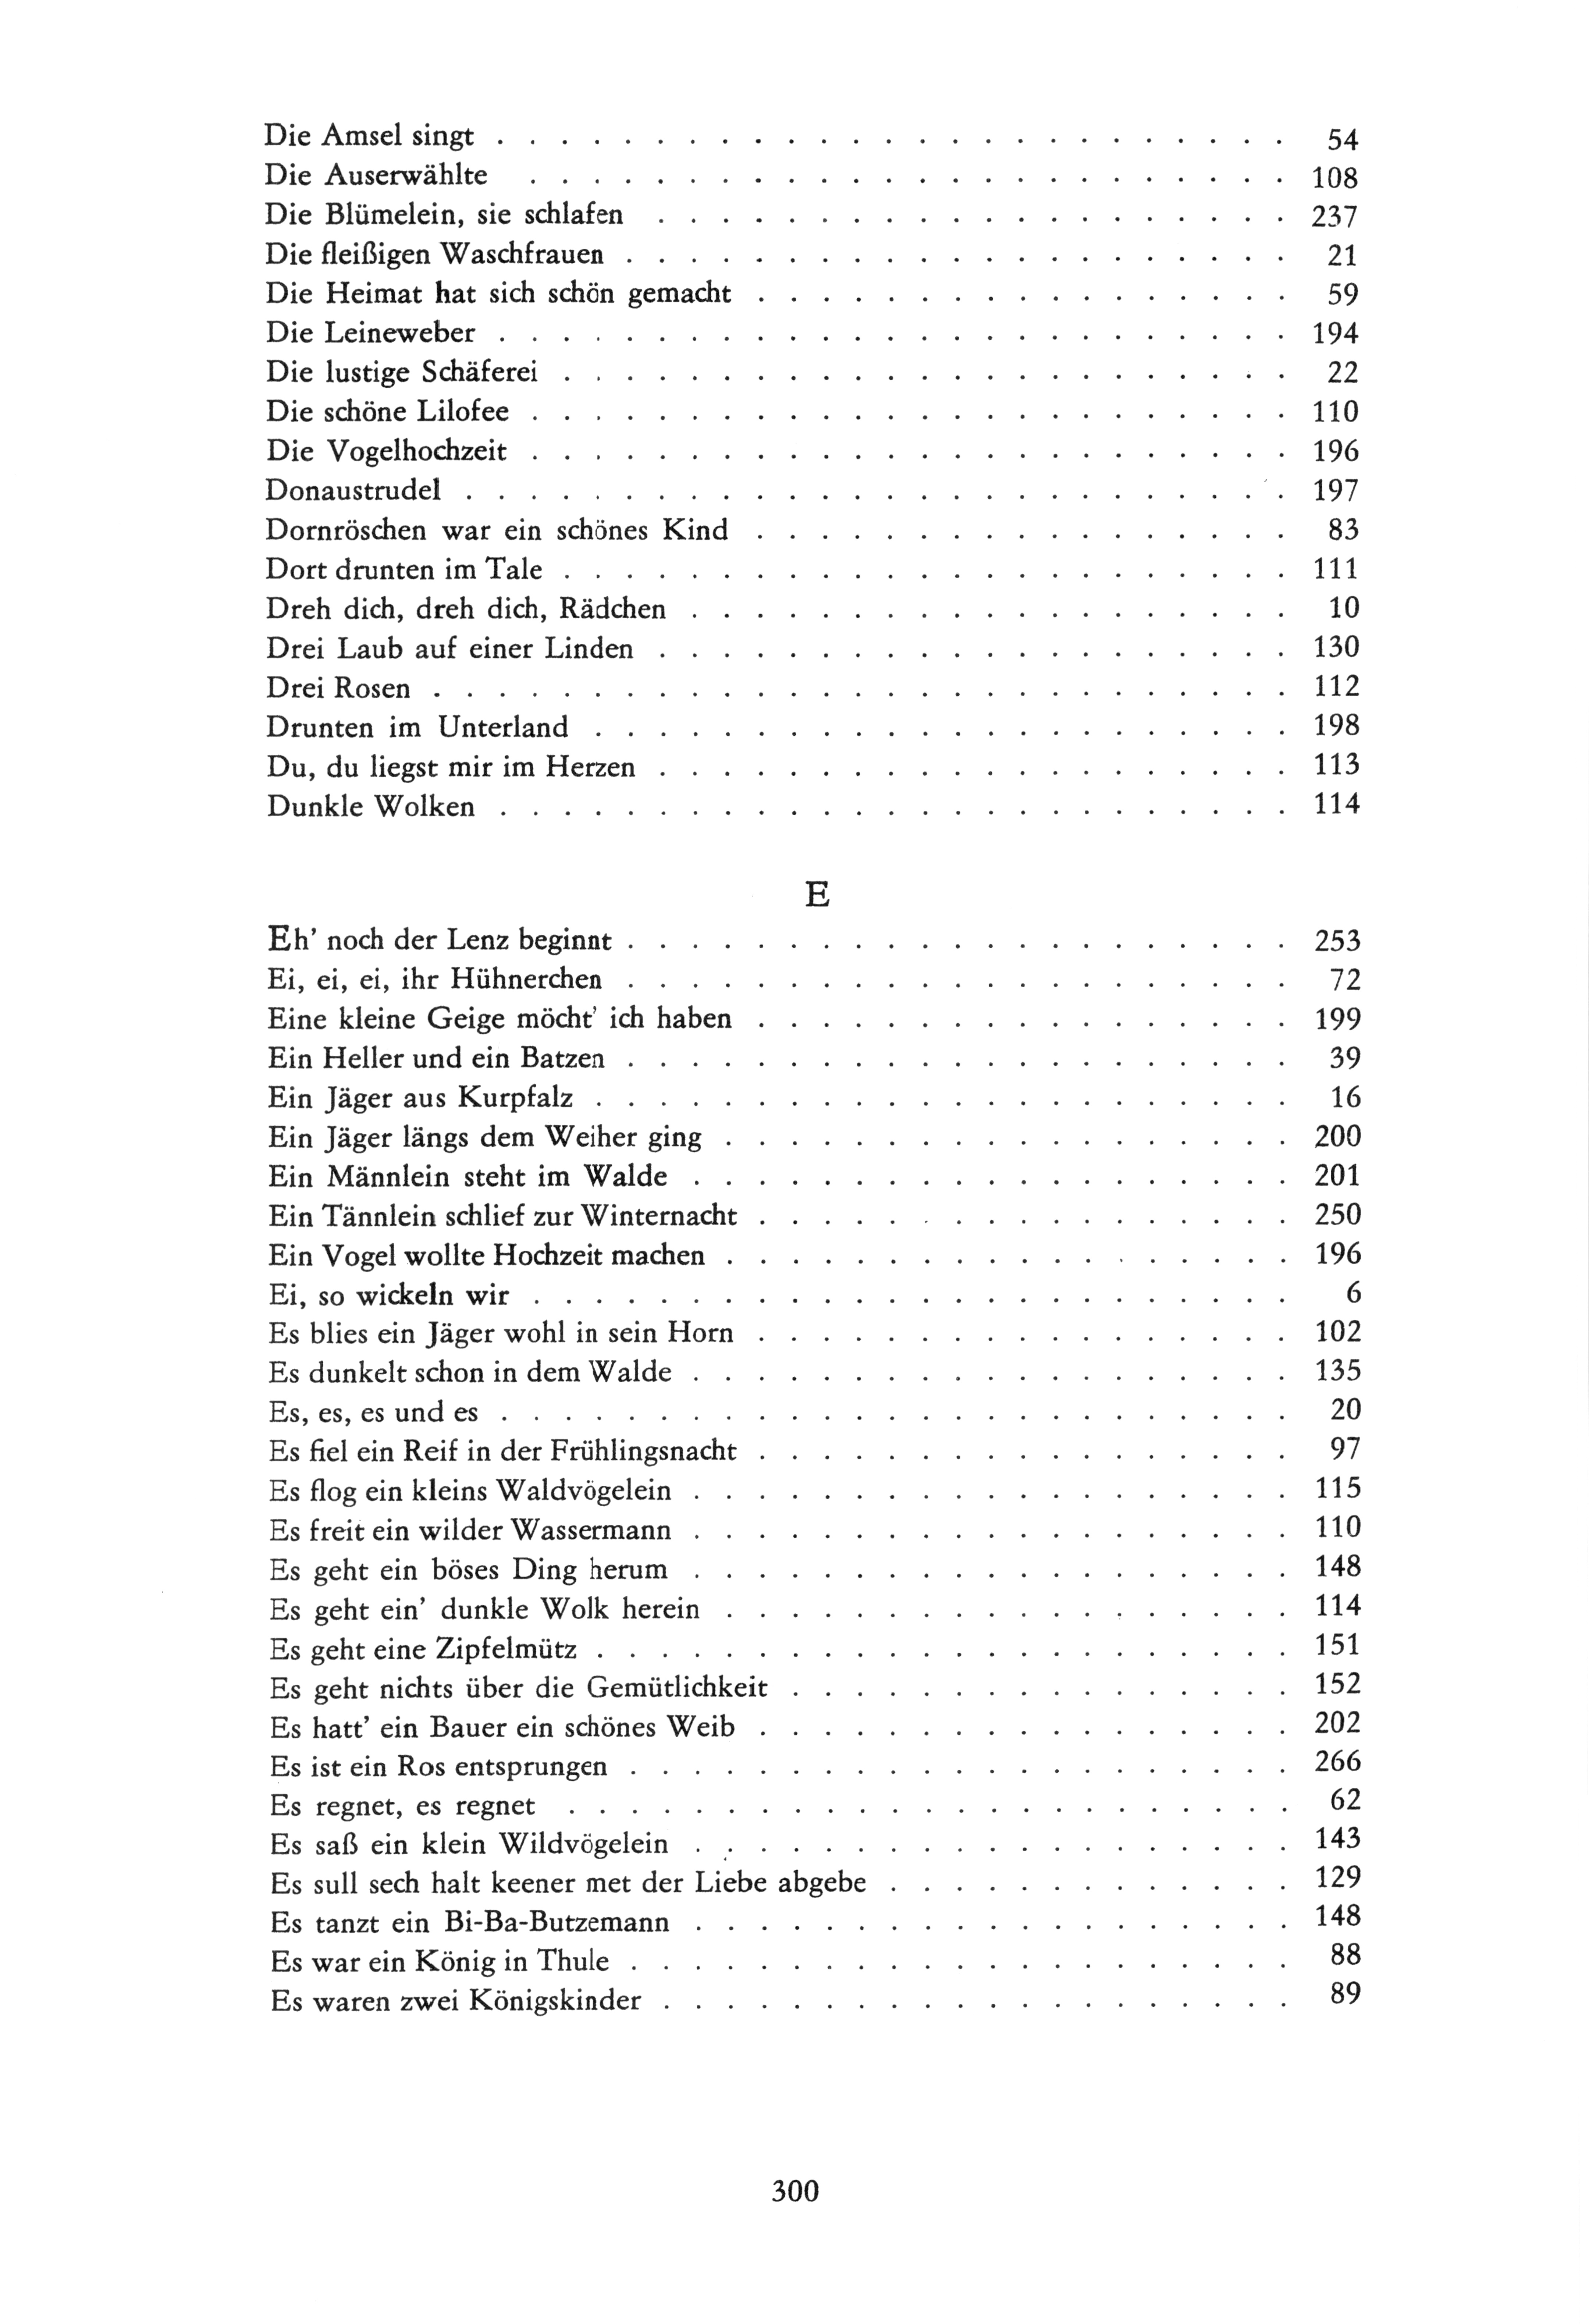 Die Amsel singt . . . . . . . . . . . . . . . . . . . . . . . . . 54
Die Auserwählte . . . . . . . . . . . . . . . . . . . . . . . . 108
Die Blümelein, sie schlafen . . . . . . . . . . . . . . . . . . . . 237
Die fleißigen Waschfrauen . . . . . . . . . . . . . . . . . . . . . 21
Die Heimat hat sich schön gemacht . . . . . . . . . . . . . . . . . 59
Die Leineweber . . . . . . . . . . . . . . . . . . . . . . . . . 194
Die lustige Schäferei . . . . . . . . . . . . . . . . . . . . . . . 22
Die schöne Lilofee . . . . . . . . . . . . . . . . . . . . . . . . 110
Die Vogelhochzeit . . . . . . . . . . . . . . . . . . . . . . . . 196
Donaustrudel . . . . . . . . . . . . . . . . . . . . . . . . . . 197
Dornröschen war ein schönes Kind . . . . . . . . . . . . . . . . . 83
Dort drunten im Tale . . . . . . . . . . . . . . . . . . . . . . . 111
Dreh dich, dreh dich, Rädchen . . . . . . . . . . . . . . . . . . . 10
Drei Laub auf einer Linden . . . . . . . . . . . . . . . . . . . . 130
Drei Rosen . . . . . . . . . . . . . . . . . . . . . . . . . . . 112
Drunten im Unterland . . . . . . . . . . . . . . . . . . . . . . 198
Du, du liegst mir im Herzen . . . . . . . . . . . . . . . . . . . . 113
Dunkle Wolken . . . . . . . . . . . . . . . . . . . . . . . . . 114
E
Eh’ noch der Lenz beginnt . . . . . . . . . . . . . . . . . . . . . 253
Ei, ei, ei, ihr Hühnerchen . . . . . . . . . . . . . . . . . . . . . 72
Eine kleine Geige möcht’ ich haben . . . . . . . . . . . . . . . . . 199
Ein Heller und ein Batzen . . . . . . . . . . . . . . . . . . . . . 39
Ein Jäger aus Kurpfalz . . . . . . . . . . . . . . . . . . . . . . 16
Ein Jäger längs dem Weiher ging . . . . . . . . . . . . . . . . . . 200
Ein Männlein steht im Walde . . . . . . . . . . . . . . . . . . . 201
Ein Tännlein schlief zur Winternacht . . . . . . . . . . . . . . . . . 250
Ein Vogel wollte Hochzeit machen . . . . . . . . . . . . . . . . . . 196
Ei, so wickeln wir . . . . . . . . . . . . . . . . . . . . . . . . 6
Es blies ein Jäger wohl in sein Horn . . . . . . . . . . . . . . . . . 102
Es dunkelt schon in dem Walde . . . . . . . . . . . . . . . . . . . 135
Es, es, es und es . . . . . . . . . . . . . . . . . . . . . . . . . 20
Es fiel ein Reif in der Frühlingsnacht . . . . . . . . . . . . . . . . . 97
Es flog ein kleins Waldvögelein . . . . . . . . . . . . . . . . . . . 115
Es freit ein wilder Wassermann . . . . . . . . . . . . . . . . . . . 110
Es geht ein böses Ding herum . . . . . . . . . . . . . . . . . . . 148
Es geht ein’ dunkle Wolk herein . . . . . . . . . . . . . . . . . . 114
Es geht eine Zipfelmütz . . . . . . . . . . . . . . . . . . . . . . 151
Es geht nichts über die Gemütlichkeit . . . . . . . . . . . . . . . . 152
Es hatt’ ein Bauer ein schönes Weib . . . . . . . . . . . . . . . . . 202
Es ist ein Ros entsprungen . . . . . . . . . . . . . . . . . . . . . 266
Es regnet, es regnet . . . . . . . . . . . . . . . . . . . . . . . 62
Es saß ein klein Wildvögelein . . . . . . . . . . . . . . . . . . . 143
Es sull sech halt keener met der Liebe abgebe . . . . . . . . . . . . . 129
Es tanzt ein Bi-Ba-Butzemann . . . . . . . . . . . . . . . . . . . 148
Es war ein König in Thule . . . . . . . . . . . . . . . . . . . . . 88
Es waren zwei Königskinder . . . . . . . . . . . . . . . . . . . . 89
300